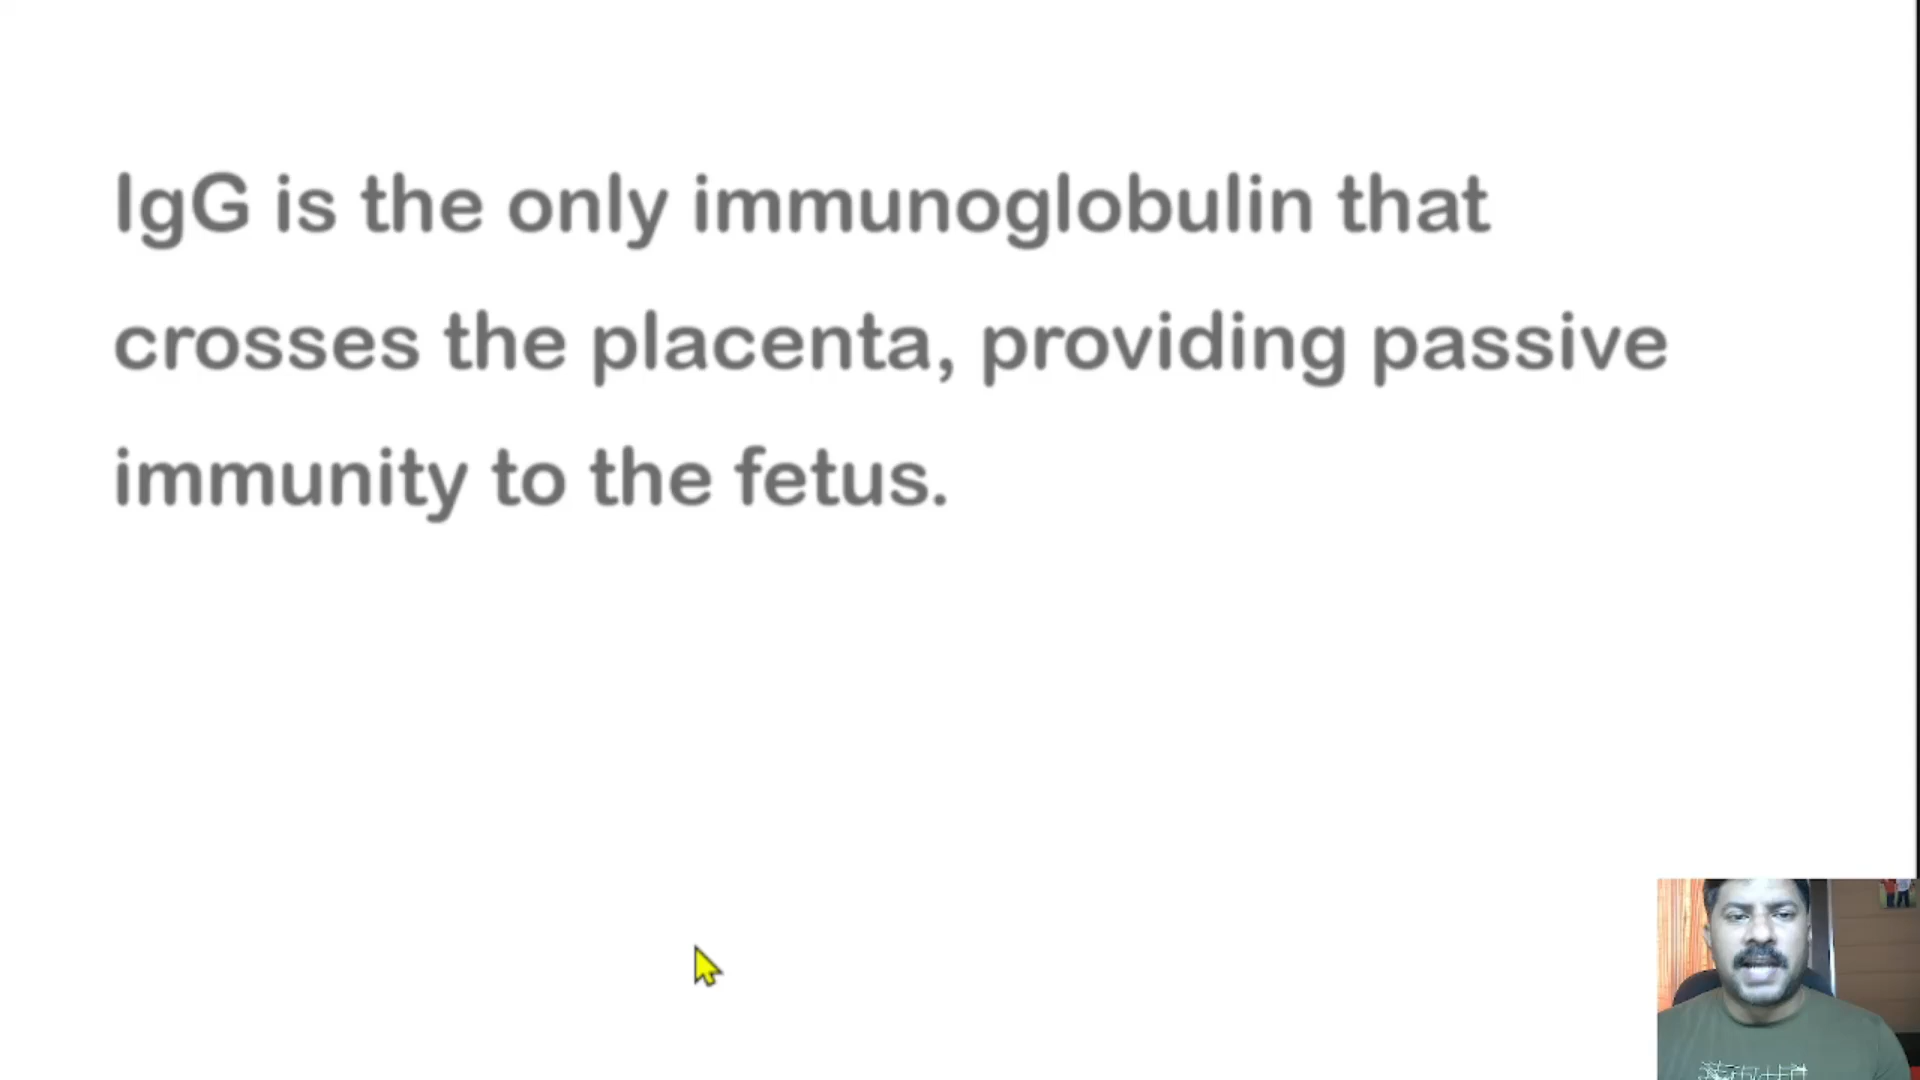 IgG is the only immunoglobulin that
crosses the placenta, providing passive
immunity to the fetus.